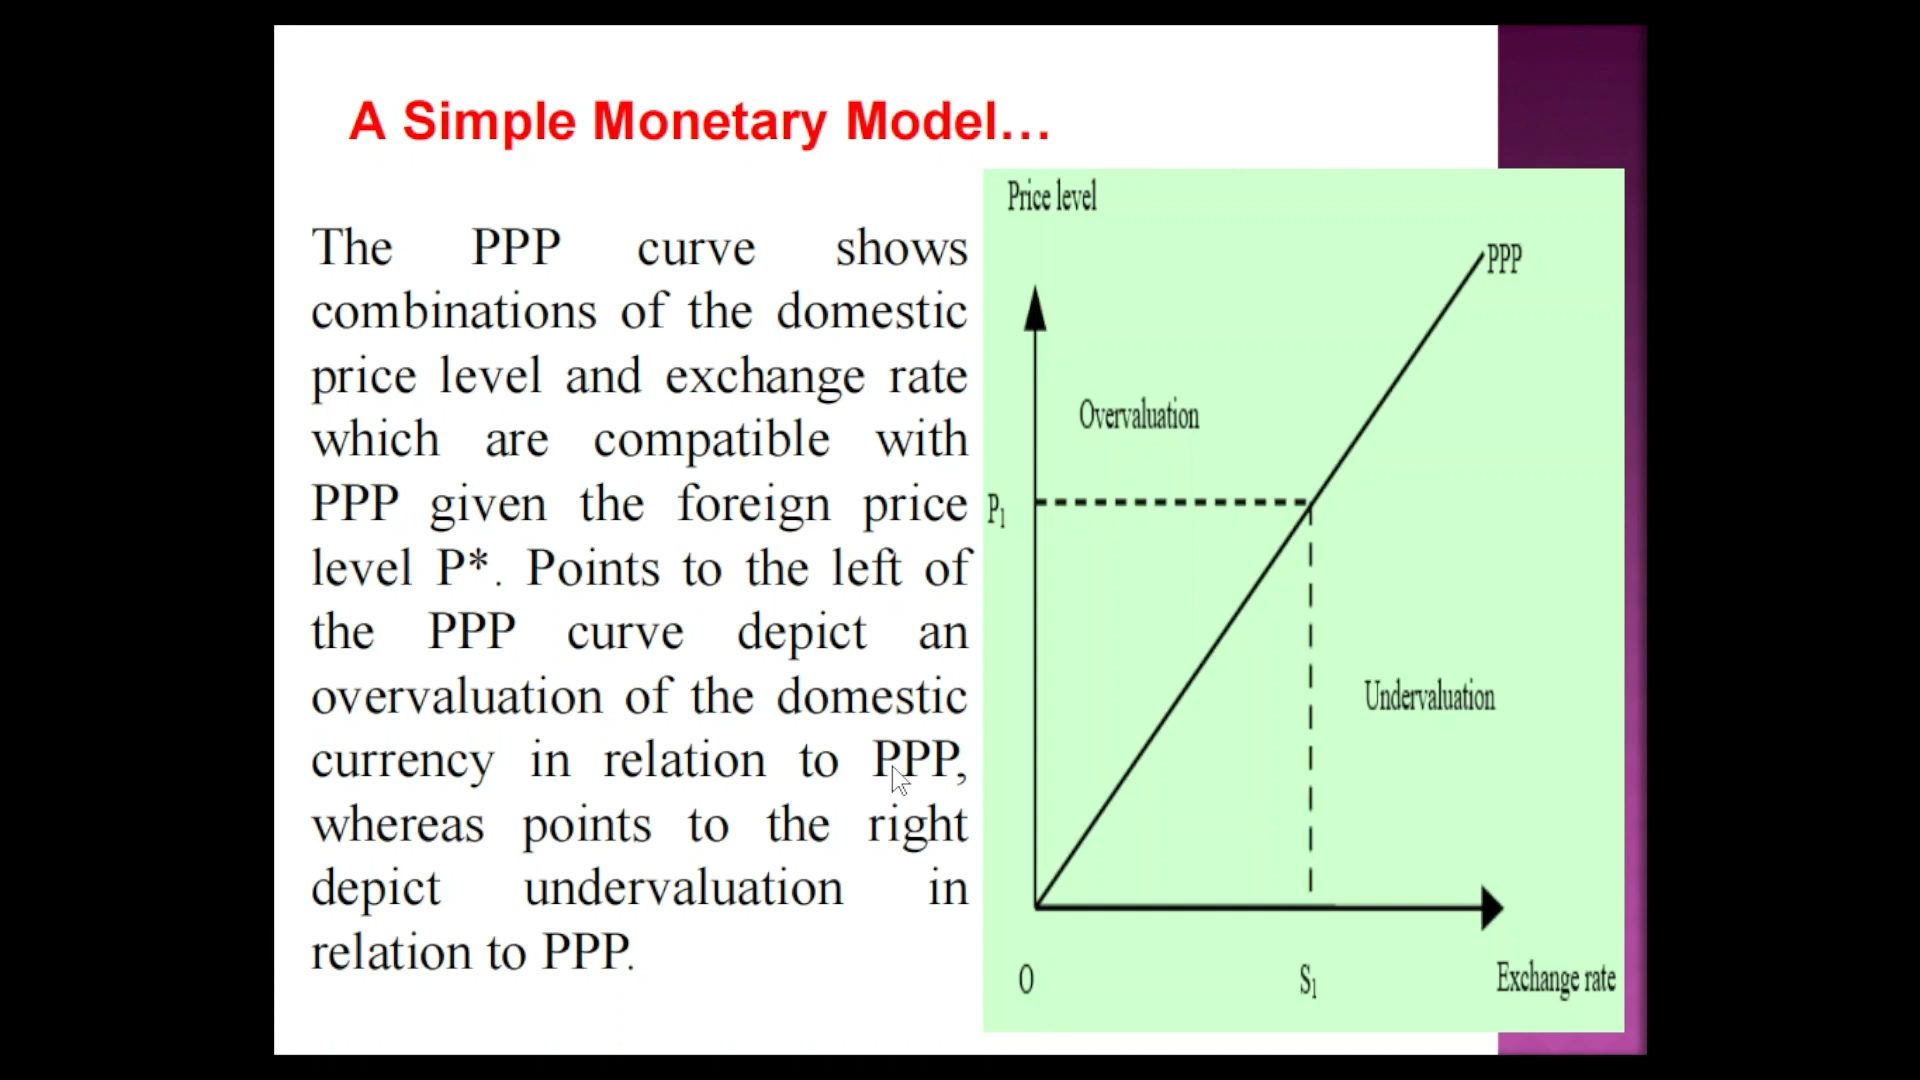 A Simple Monetary Model...
The PPP curve shows
combinations of the domestic
price level and exchange rate
which are compatible with
PPP given the foreign price
level P*. Points to the left of
the PPP curve depict an
overvaluation of the domestic
currency in relation to PPP,
whereas points to the right
depict undervaluation in
relation to PPP.
Price level
PPP
Overvaluation
P₁
Undervaluation
O
S₁
Exchange rate